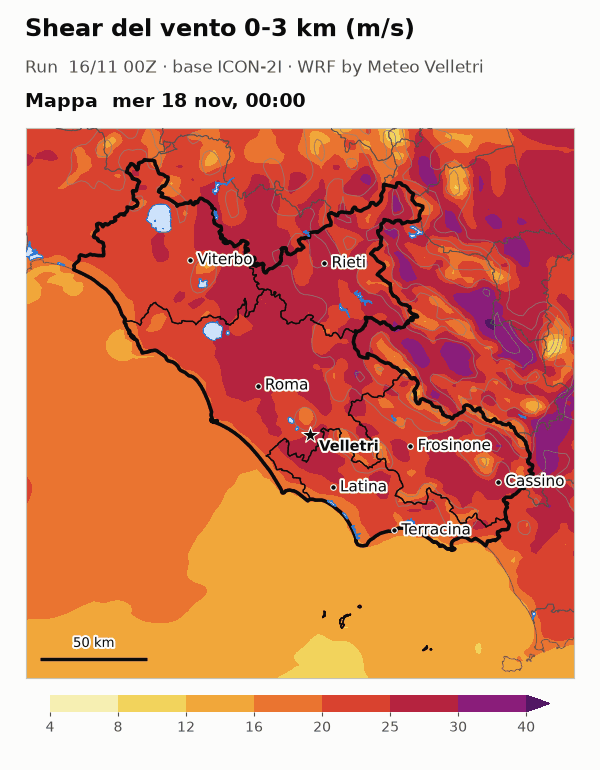 Shear del vento 0-3 km (m/s)
Run  16/11 00Z · base ICON-2I · WRF by Meteo Velletri
Mappa  mer 18 nov, 00:00
Viterbo
Rieti
Roma
Velletri
Frosinone
Latina
Cassino
Terracina
50 km
4 8 12 16 20 25 30 40